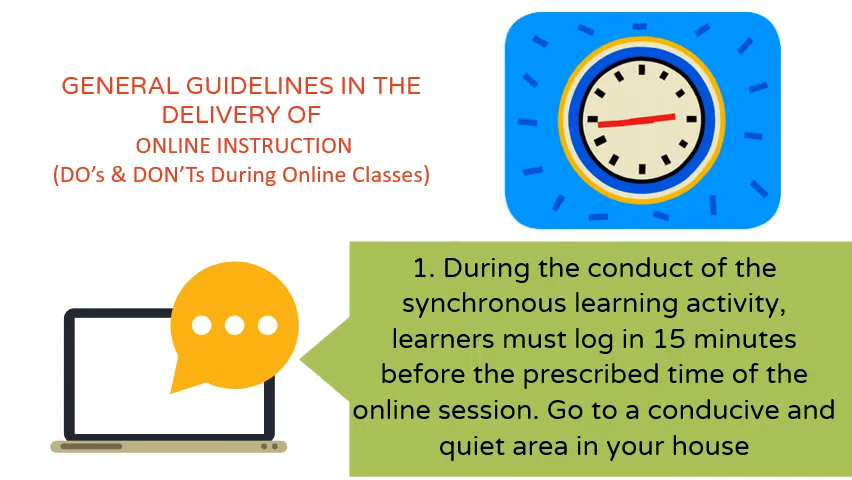 GENERAL GUIDELINES IN THE
DELIVERY OF
ONLINE INSTRUCTION
(DO’s & DON’Ts During Online Classes)
1. During the conduct of the
synchronous learning activity,
learners must log in 15 minutes
before the prescribed time of the
online session. Go to a conducive and
quiet area in your house